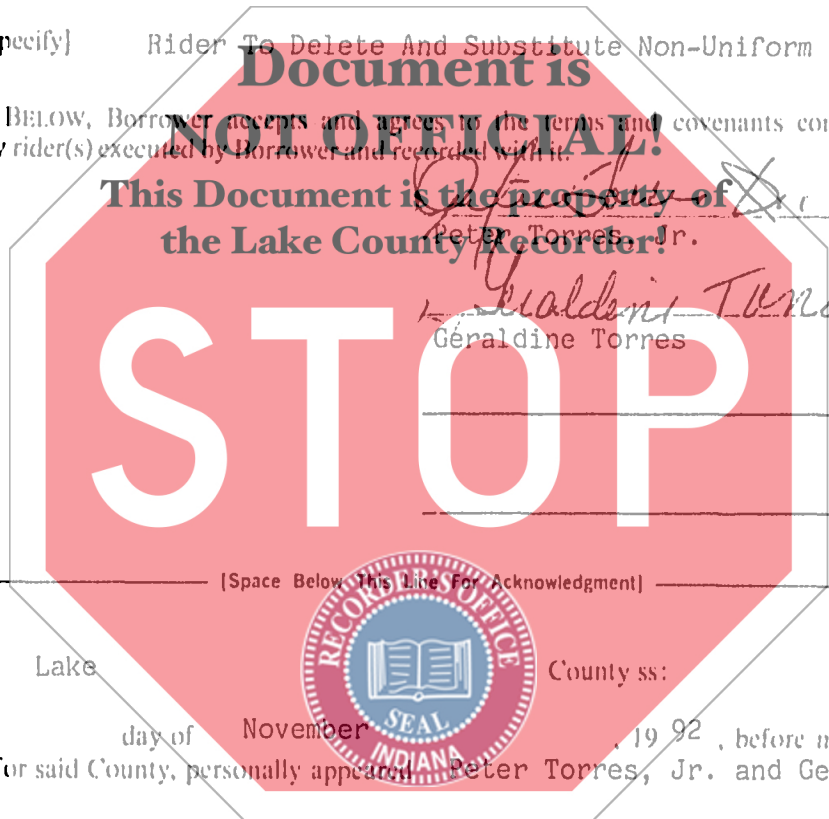 pecify] Rider To Delete And Substitute Non-Uniform
Document is
BELOW, Borrower accepts and agrees to the terms and covenants con
NOT OFFICIAL!
rider(s) executed by Borrower and recorded with it.
This Document is the property of
Peter Torres, Jr.
the Lake County Recorder!
Geraldine Torres
Géraldine Torres
STOP
[Space Below This Line For Acknowledgment]
RECORDER'S OFFICE
Lake County ss:
SEAL
day of November , 19 92 , before m
INDIANA
for said County, personally appeared Peter Torres, Jr. and Ge